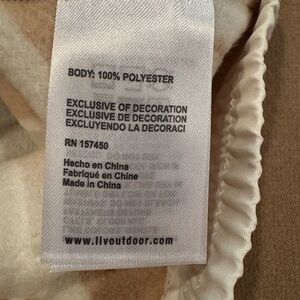 BODY: 100% POLYESTER
EXCLUSIVE OF DECORATION
EXCLUSIVE DE DECORATION
EXCLUYENDO LA DECORACI
RN 157450
Hecho en China
Fabriqué en Chine
Made in China
www.livoutdoor.com